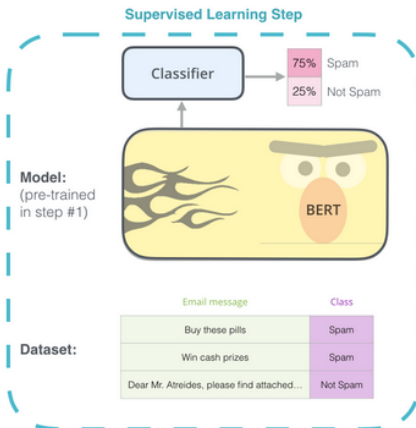 Supervised Learning Step
Classifier
75% Spam
25% Not Spam
Model:
(pre-trained
in step #1)
BERT
Email message Class
Dataset:
Buy these pills Spam
Win cash prizes Spam
Dear Mr. Atreides, please find attached... Not Spam